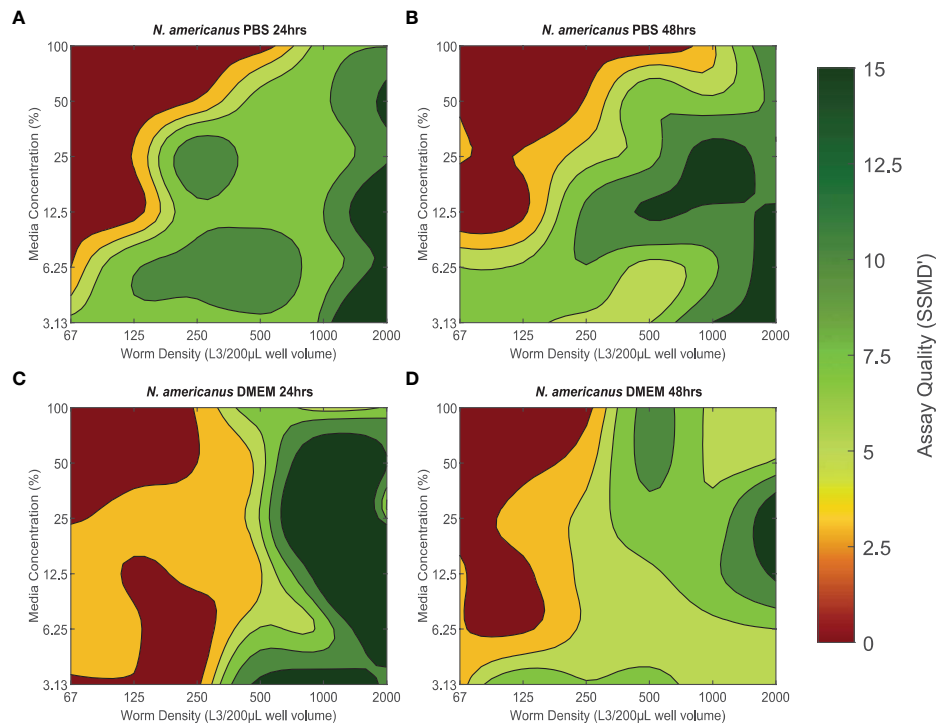 A
N. americanus PBS 24hrs
100
50
25
12.5
6.25
3.13
Media Concentration (%)
67 125 250 500 1000 2000
Worm Density (L3/200µL well volume)
B
N. americanus PBS 48hrs
100
50
25
12.5
6.25
3.13
Media Concentration (%)
67 125 250 500 1000 2000
Worm Density (L3/200µL well volume)
C
N. americanus DMEM 24hrs
100
50
25
12.5
6.25
3.13
Media Concentration (%)
67 125 250 500 1000 2000
Worm Density (L3/200µL well volume)
D
N. americanus DMEM 48hrs
100
50
25
12.5
6.25
3.13
Media Concentration (%)
67 125 250 500 1000 2000
Worm Density (L3/200µL well volume)
15
12.5
10
7.5
5
2.5
0
Assay Quality (SSMD')